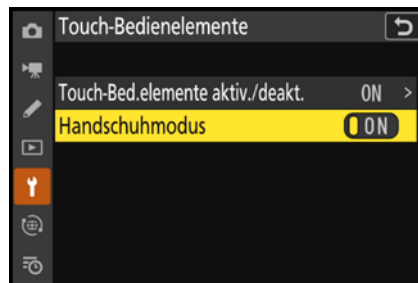 Touch-Bedienelemente
Touch-Bed.elemente aktiv./deakt. ON >
Handschuhmodus ON